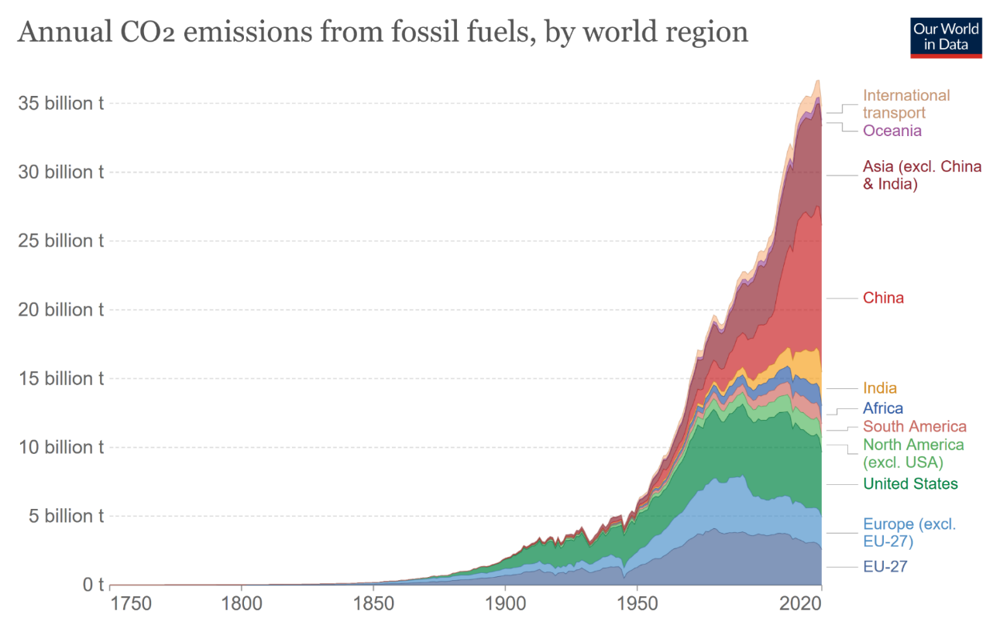 Annual CO2 emissions from fossil fuels, by world region
Our World
in Data
35 billion t
30 billion t
25 billion t
20 billion t
15 billion t
10 billion t
5 billion t
0 t
1750
1800
1850
1900
1950
2020
International
transport
Oceania
Asia (excl. China
& India)
China
India
Africa
South America
North America
(excl. USA)
United States
Europe (excl.
EU-27)
EU-27